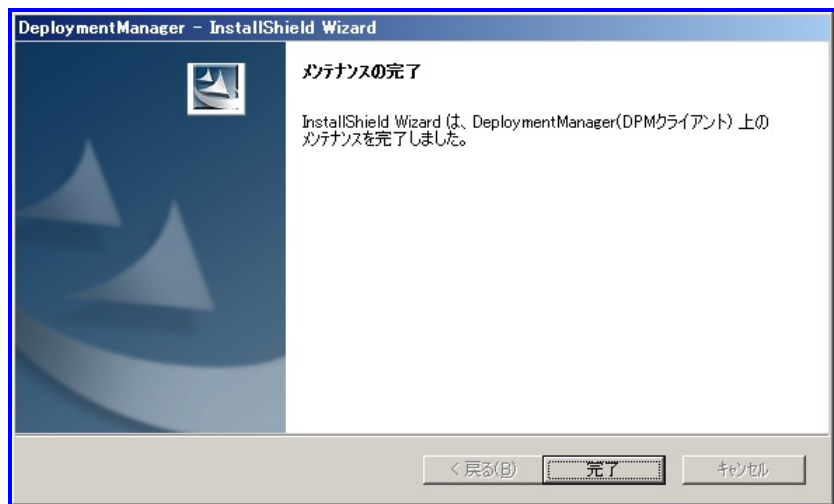 DeploymentManager - InstallShield Wizard
メンテナンスの完了
InstallShield Wizard は、DeploymentManager(DPMクライアント) 上の
メンテナンスを完了しました。
< 戻る(B)
完了
キャンセル